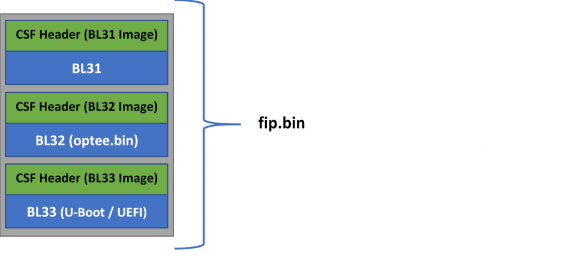 CSF Header (BL31 Image)
BL31
CSF Header (BL32 Image)
BL32 (optee.bin)
CSF Header (BL33 Image)
BL33 (U-Boot / UEFI)
fip.bin